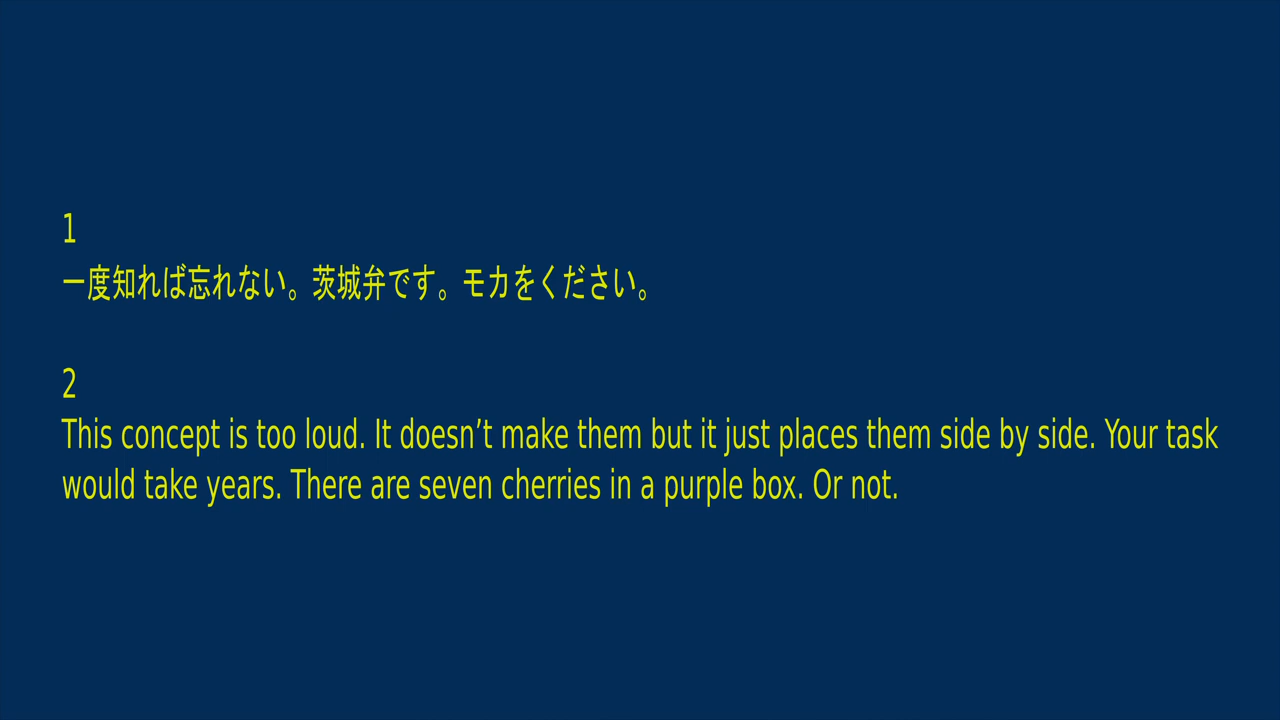 1
一度知れば忘れない。茨城弁です。モカをください。
2
This concept is too loud. It doesn’t make them but it just places them side by side. Your task
would take years. There are seven cherries in a purple box. Or not.